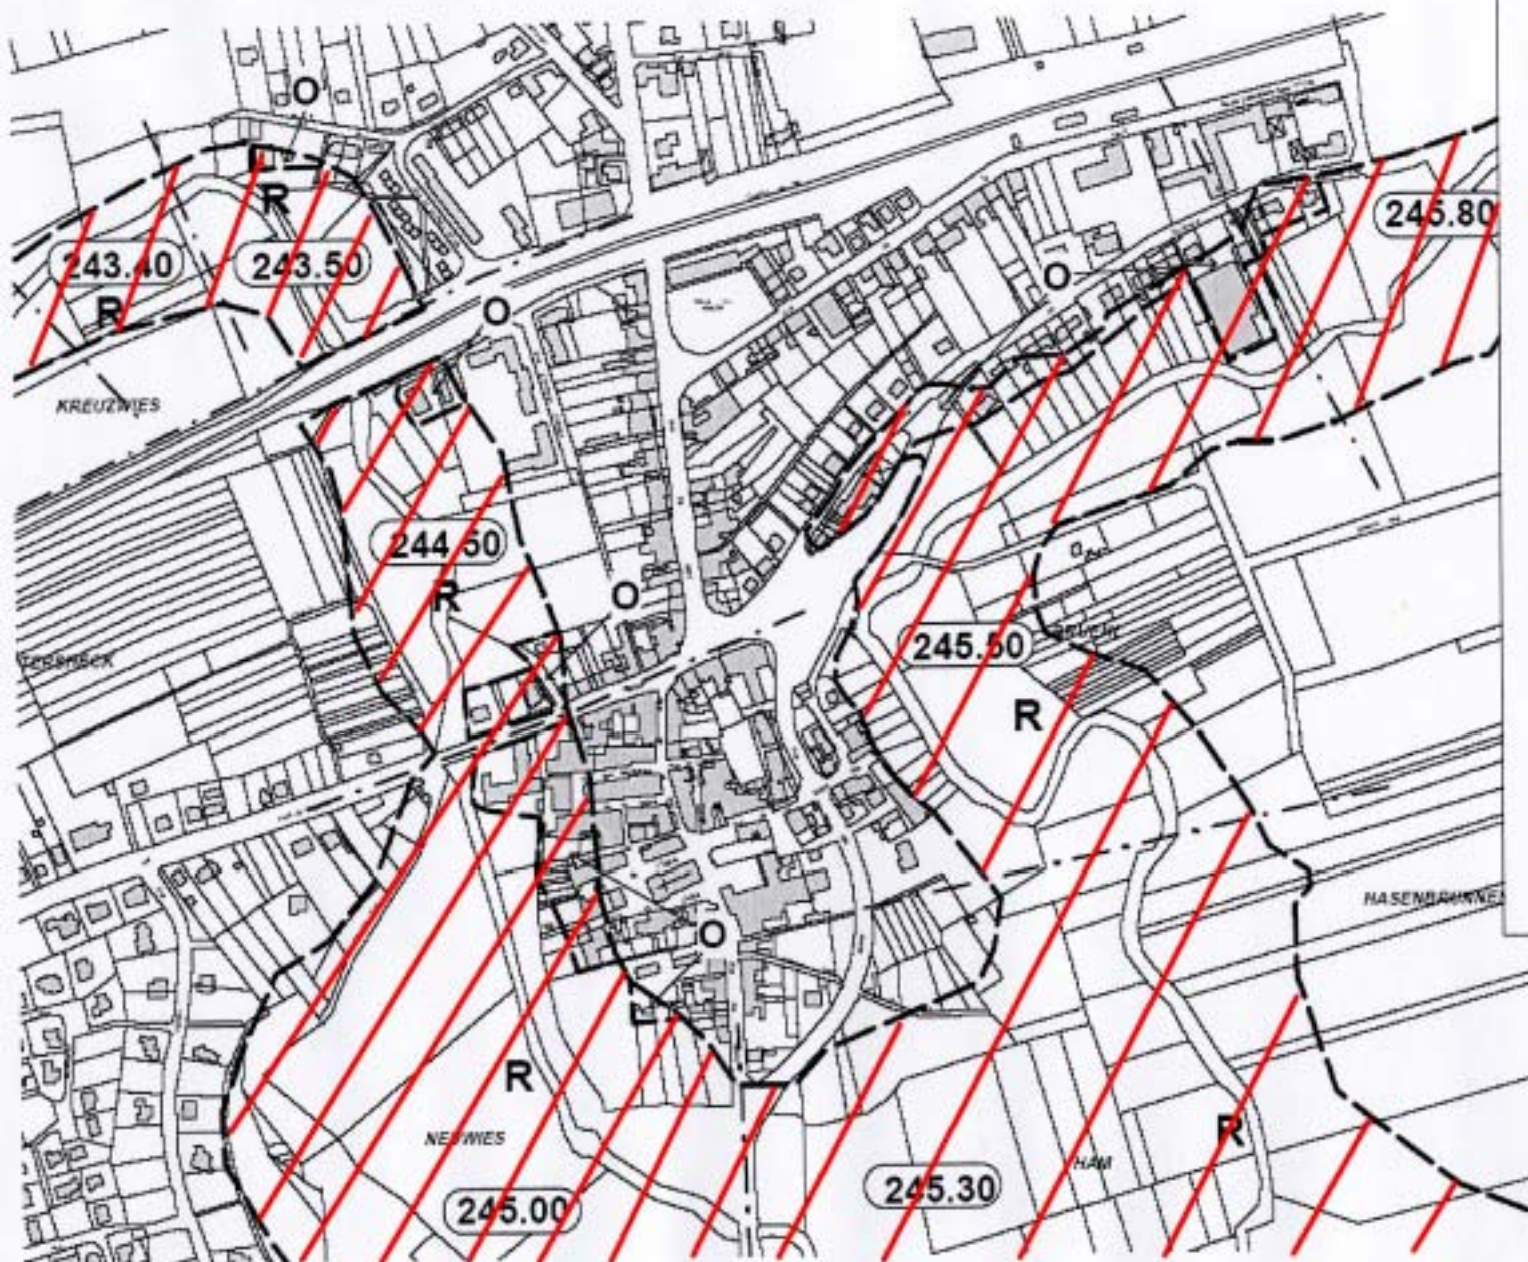 O
R
243.40
243.50
245.80
R
O
O
KREUZWIES
244.50
R
O
245.50
R
HASENBRUNNEN
O
R
NEUWIES
R
HAM
245.00
245.30